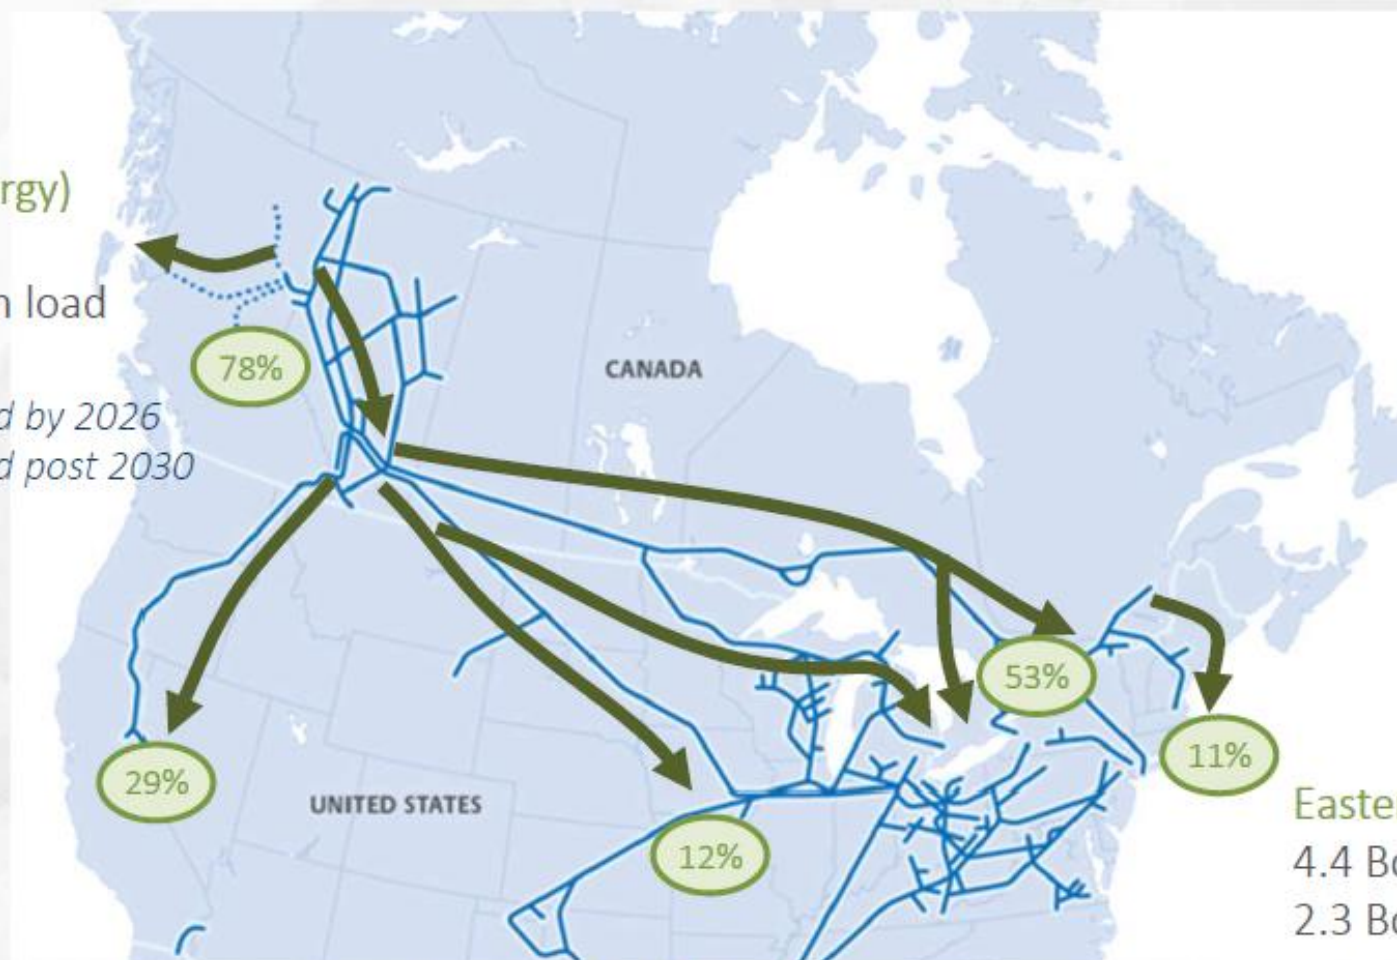 rgy)
n load
78%
CANADA
d by 2026
d post 2030
53%
11%
29%
UNITED STATES
Easte
12%
4.4 Bc
2.3 Bc